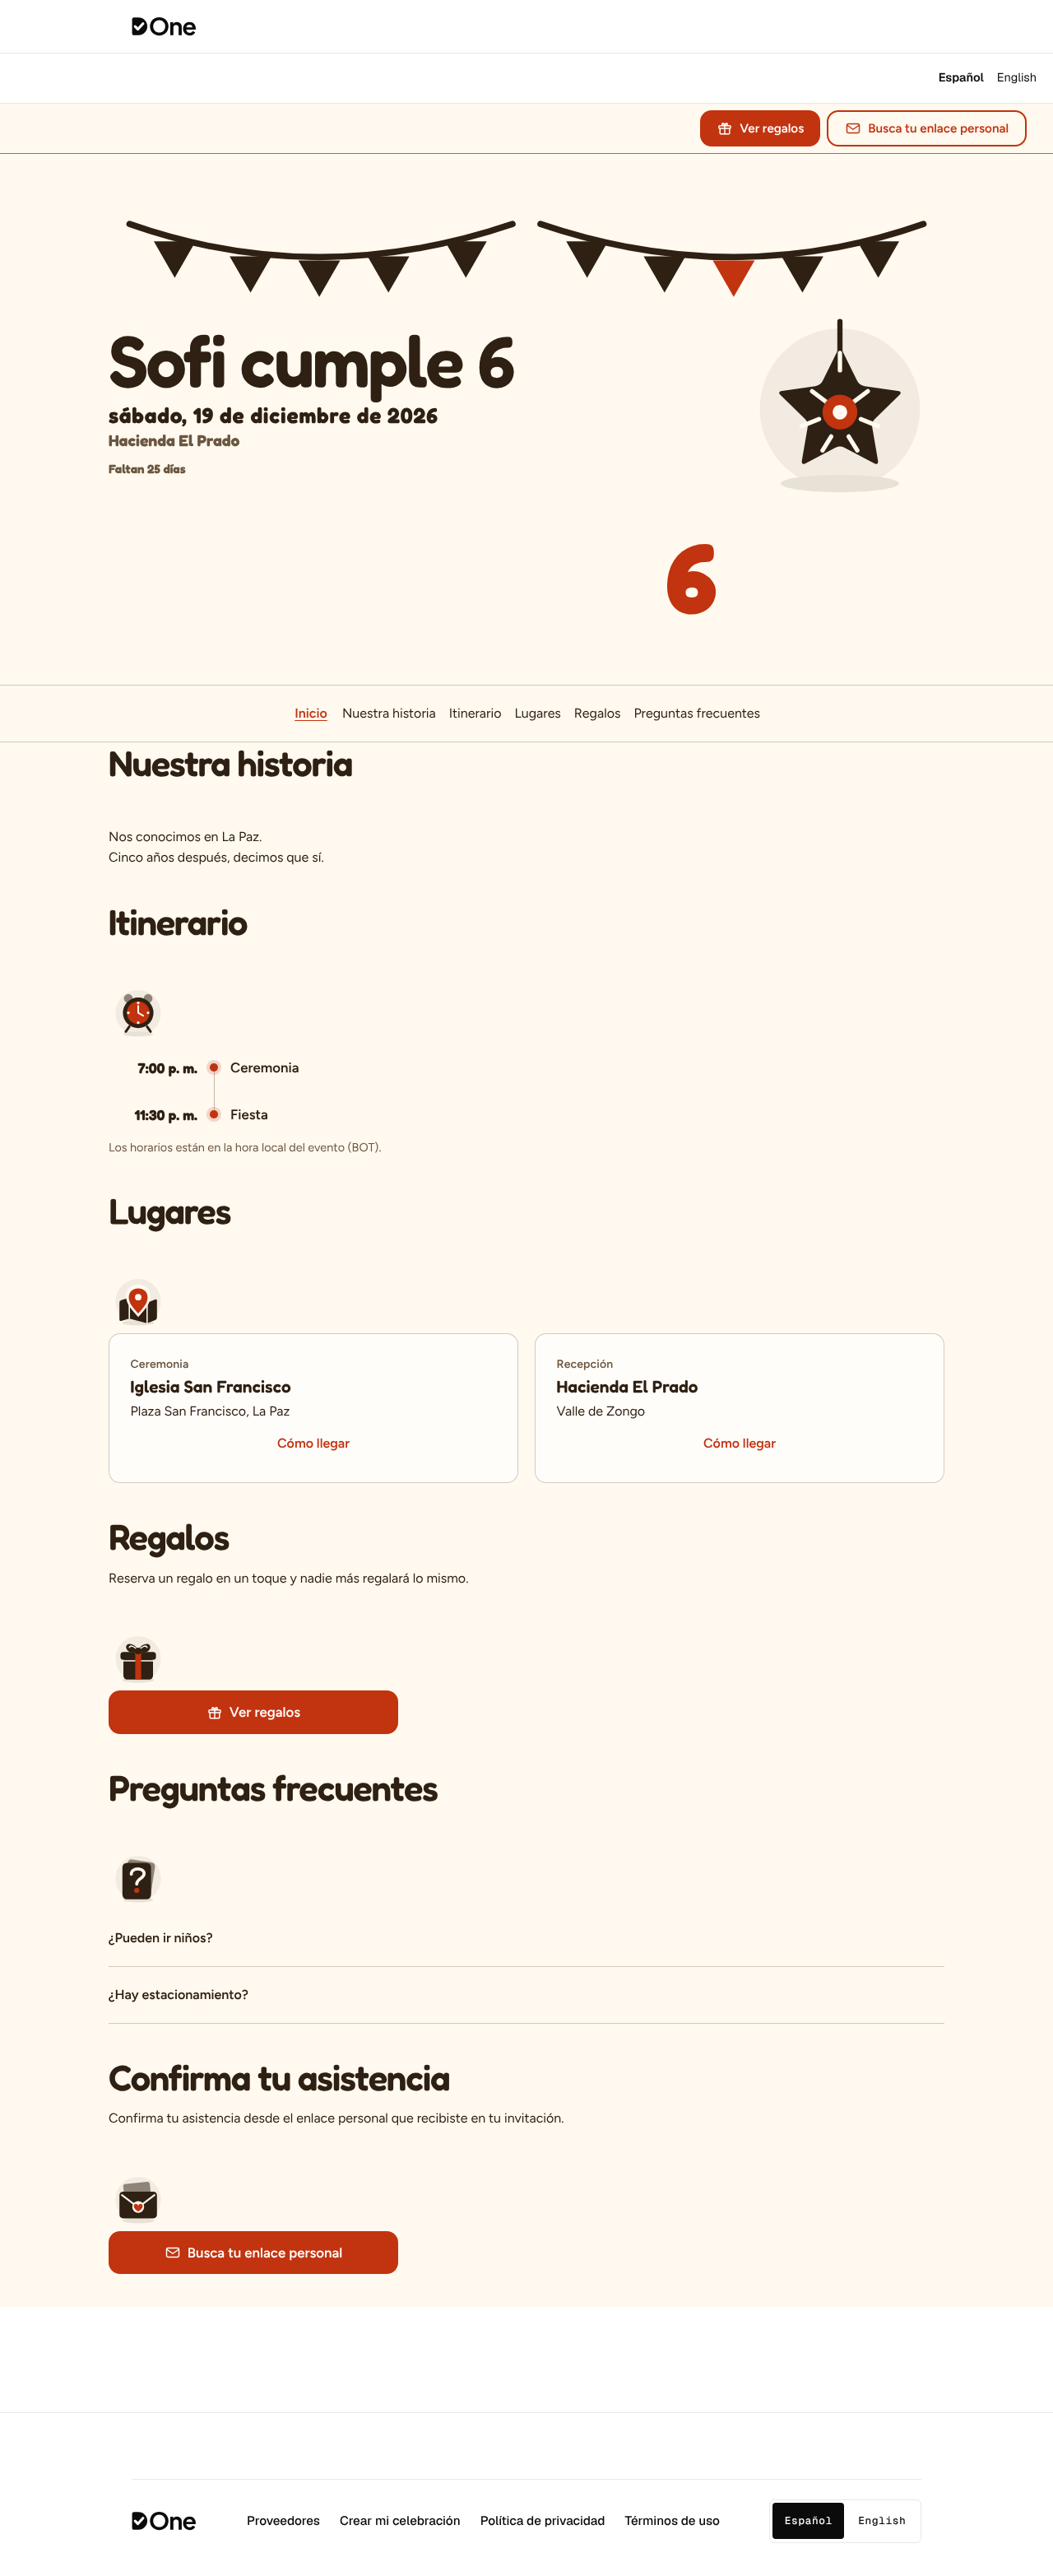 One
Español English
Ver regalos Busca tu enlace personal
Sofi cumple 6
sábado, 19 de diciembre de 2026
Hacienda El Prado
Faltan 25 días
6
Inicio Nuestra historia Itinerario Lugares Regalos Preguntas frecuentes
Nuestra historia
Nos conocimos en La Paz.
Cinco años después, decimos que sí.
Itinerario
7:00 p. m. Ceremonia
11:30 p. m. Fiesta
Los horarios están en la hora local del evento (BOT).
Lugares
Ceremonia
Iglesia San Francisco
Plaza San Francisco, La Paz
Cómo llegar
Recepción
Hacienda El Prado
Valle de Zongo
Cómo llegar
Regalos
Reserva un regalo en un toque y nadie más regalará lo mismo.
Ver regalos
Preguntas frecuentes
?
¿Pueden ir niños?
¿Hay estacionamiento?
Confirma tu asistencia
Confirma tu asistencia desde el enlace personal que recibiste en tu invitación.
Busca tu enlace personal
One
Proveedores Crear mi celebración Política de privacidad Términos de uso
Español English